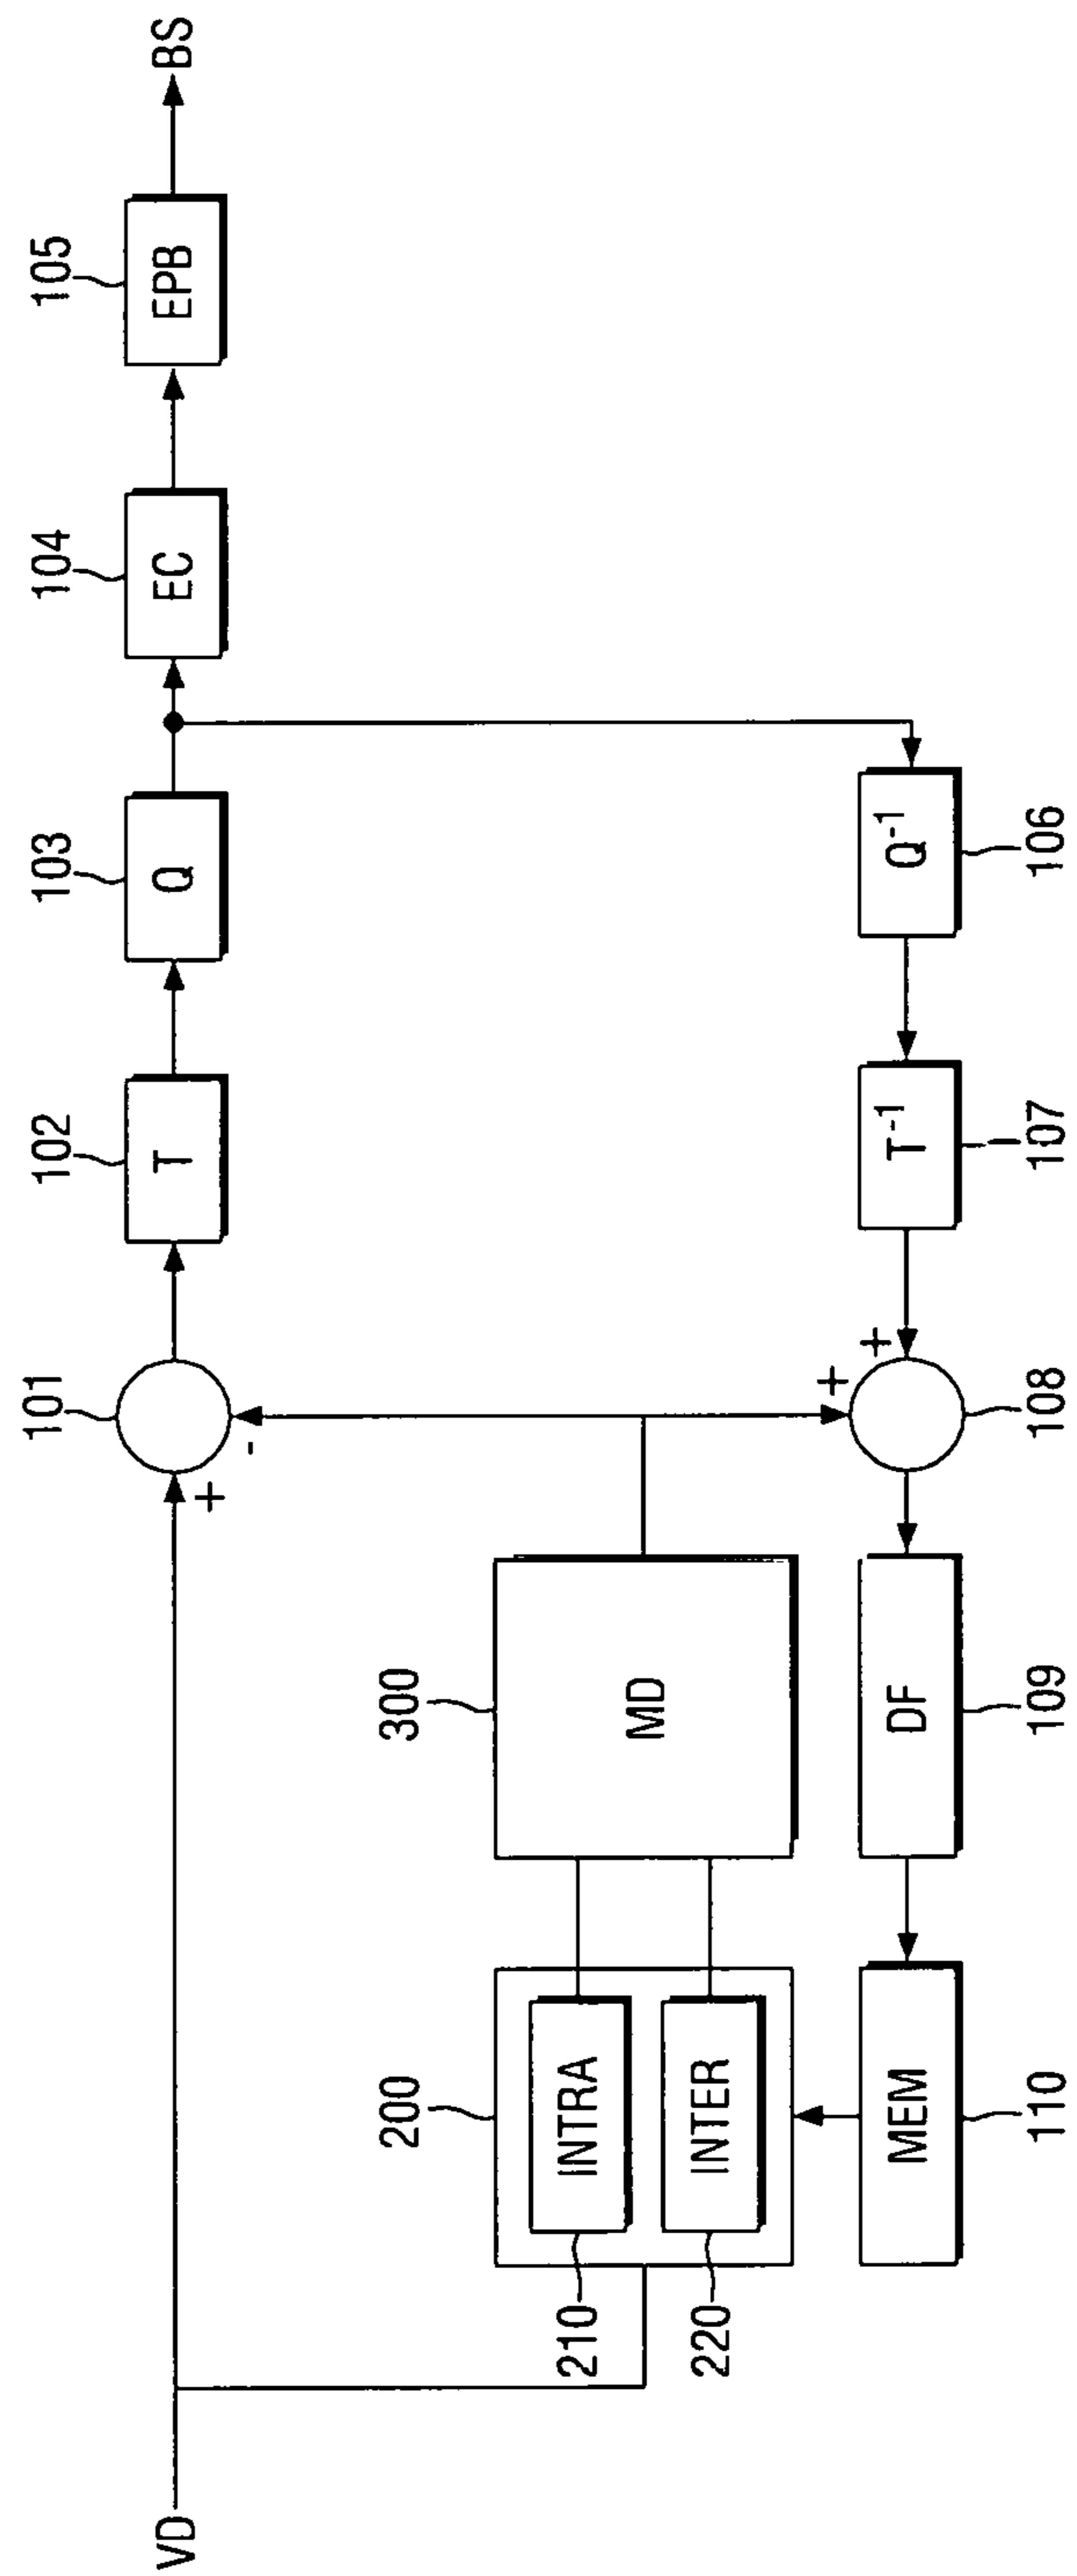 VD
+
-
101
102
T
103
Q
104
EC
105
EPB
BS
200
210
INTRA
220
INTER
300
MD
+
+
108
107
T-1
106
Q-1
109
DF
110
MEM